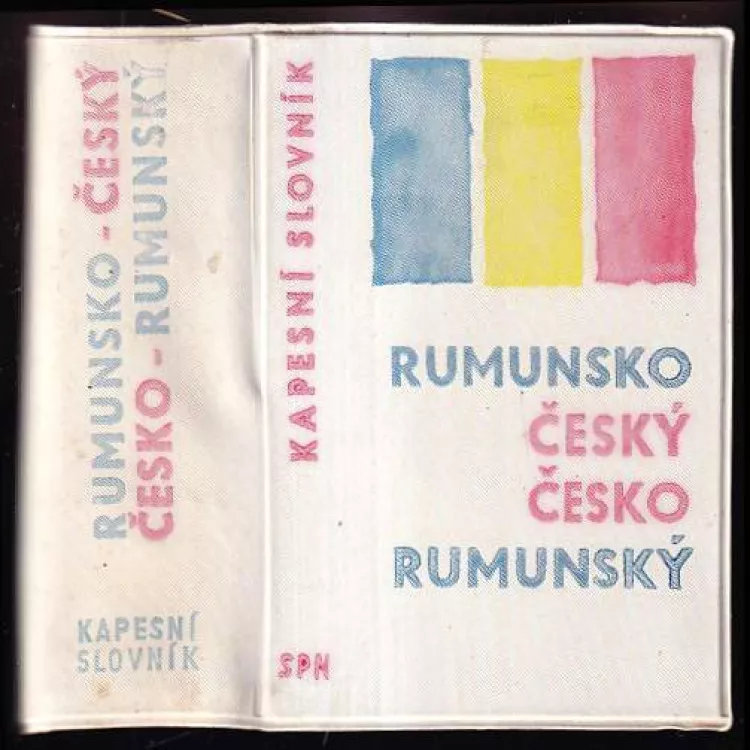 RUMUNSKO - ČESKÝ
ČESKO - RUMUNSKÝ
KAPESNÍ
SLOVNÍK
KAPESNÍ SLOVNÍK
SPN
RUMUNSKO
ČESKÝ
ČESKO
RUMUNSKÝ